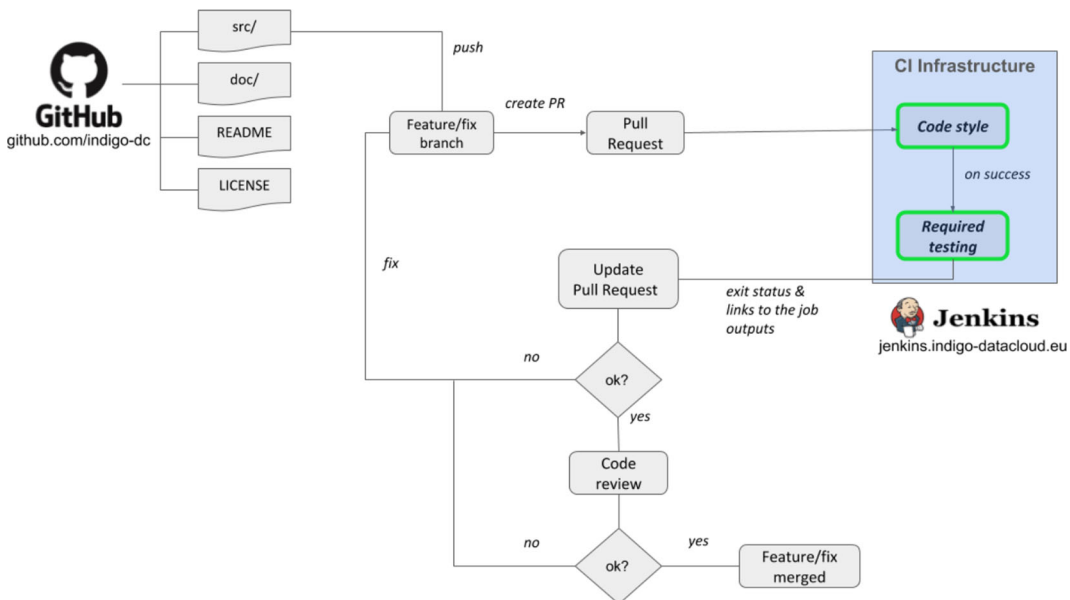 src/
push
CI Infrastructure
doc/
create PR
GitHub
github.com/indigo-dc
README
Feature/fix
branch
Pull
Request
Code style
on success
LICENSE
Required
testing
fix
Update
Pull Request
exit status &
links to the job
outputs
Jenkins
jenkins.indigo-datacloud.eu
no
ok?
yes
Code
review
no
ok?
yes
Feature/fix
merged